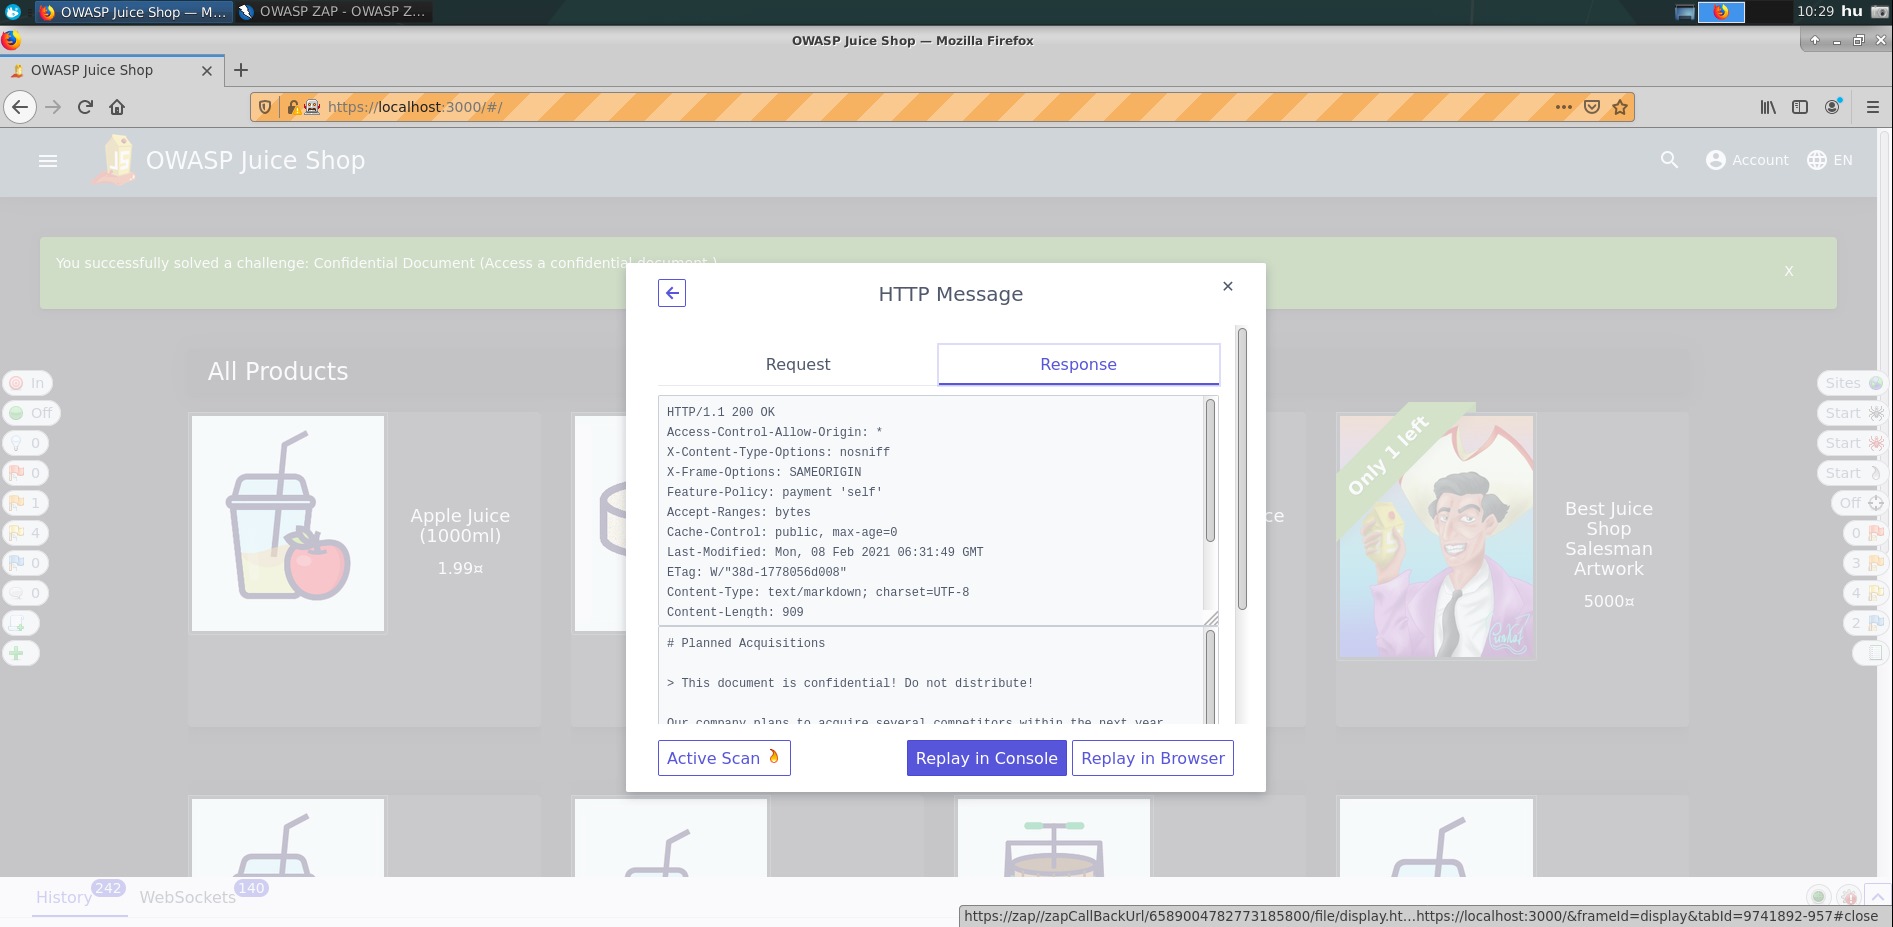 OWASP Juice Shop — M...
OWASP ZAP - OWASP Z...
10:29 hu
OWASP Juice Shop — Mozilla Firefox
OWASP Juice Shop
https://localhost:3000/#/
OWASP Juice Shop
Account
EN
You successfully solved a challenge: Confidential Document (Access a confidential document.)
X
HTTP Message
Request
Response
HTTP/1.1 200 OK
Access-Control-Allow-Origin: *
X-Content-Type-Options: nosniff
X-Frame-Options: SAMEORIGIN
Feature-Policy: payment 'self'
Accept-Ranges: bytes
Cache-Control: public, max-age=0
Last-Modified: Mon, 08 Feb 2021 06:31:49 GMT
ETag: W/"38d-1778056d008"
Content-Type: text/markdown; charset=UTF-8
Content-Length: 909
# Planned Acquisitions
> This document is confidential! Do not distribute!
Our company plans to acquire several competitors within the next year.
Active Scan
Replay in Console
Replay in Browser
All Products
In
Off
0
0
1
4
0
0
Apple Juice
(1000ml)
1.99¤
ce
Only 1 left
Best Juice
Shop
Salesman
Artwork
5000¤
Sites
Start
Start
Start
Off
0
3
4
2
JS
History
242
WebSockets
140
https://zap//zapCallBackUrl/6589004782773185800/file/display.ht...https://localhost:3000/&frameId=display&tabId=9741892-957#close